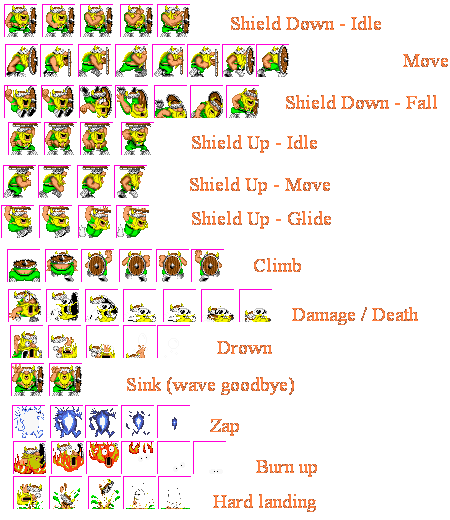 Shield Down - Idle
Move
Shield Down - Fall
Shield Up - Idle
Shield Up - Move
Shield Up - Glide
Climb
Damage / Death
Drown
Sink (wave goodbye)
Zap
Burn up
Hard landing